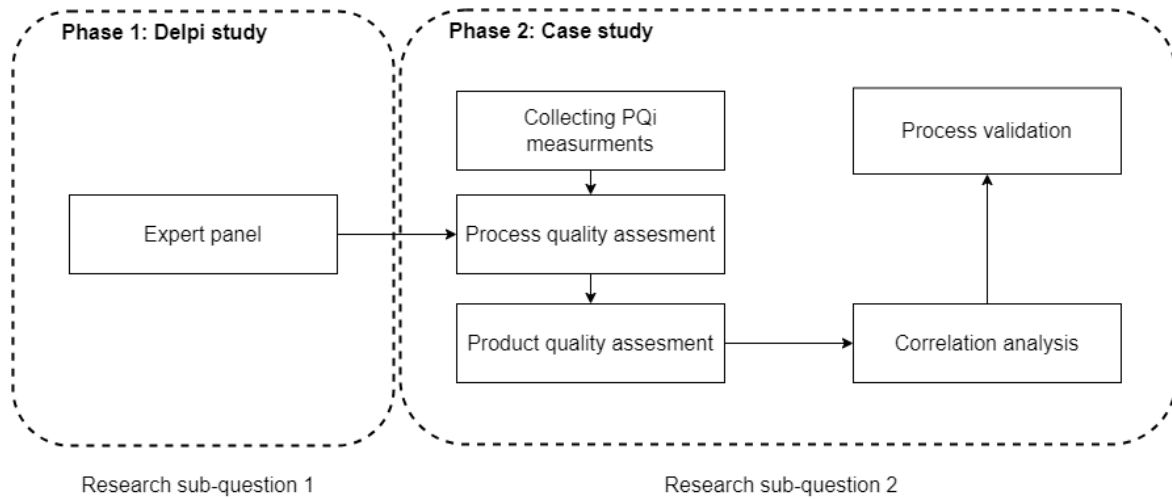 Phase 1: Delpi study
Expert panel
Phase 2: Case study
Collecting PQi
measurments
Process quality assesment
Product quality assesment
Process validation
Correlation analysis
Research sub-question 1
Research sub-question 2